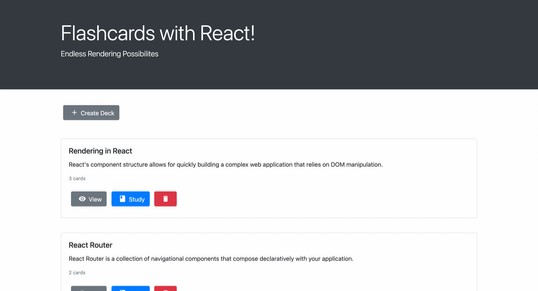 Flashcards with React!
Endless Rendering Possibilites
+ Create Deck
Rendering in React
React's component structure allows for quickly building a complex web application that relies on DOM manipulation.
3 cards
View Study
React Router
React Router is a collection of navigational components that compose declaratively with your application.
2 cards